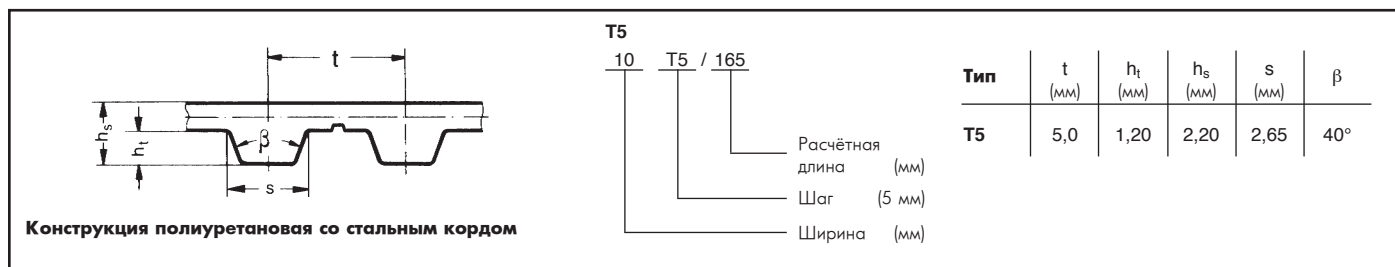 t
hs
ht
β
s
Конструкция полиуретановая со стальным кордом
T5
10 T5 / 165
Расчётная
длина (мм)
Шаг (5 мм)
Ширина (мм)
Тип t ht hs s β
(мм) (мм) (мм) (мм)
T5 5,0 1,20 2,20 2,65 40°